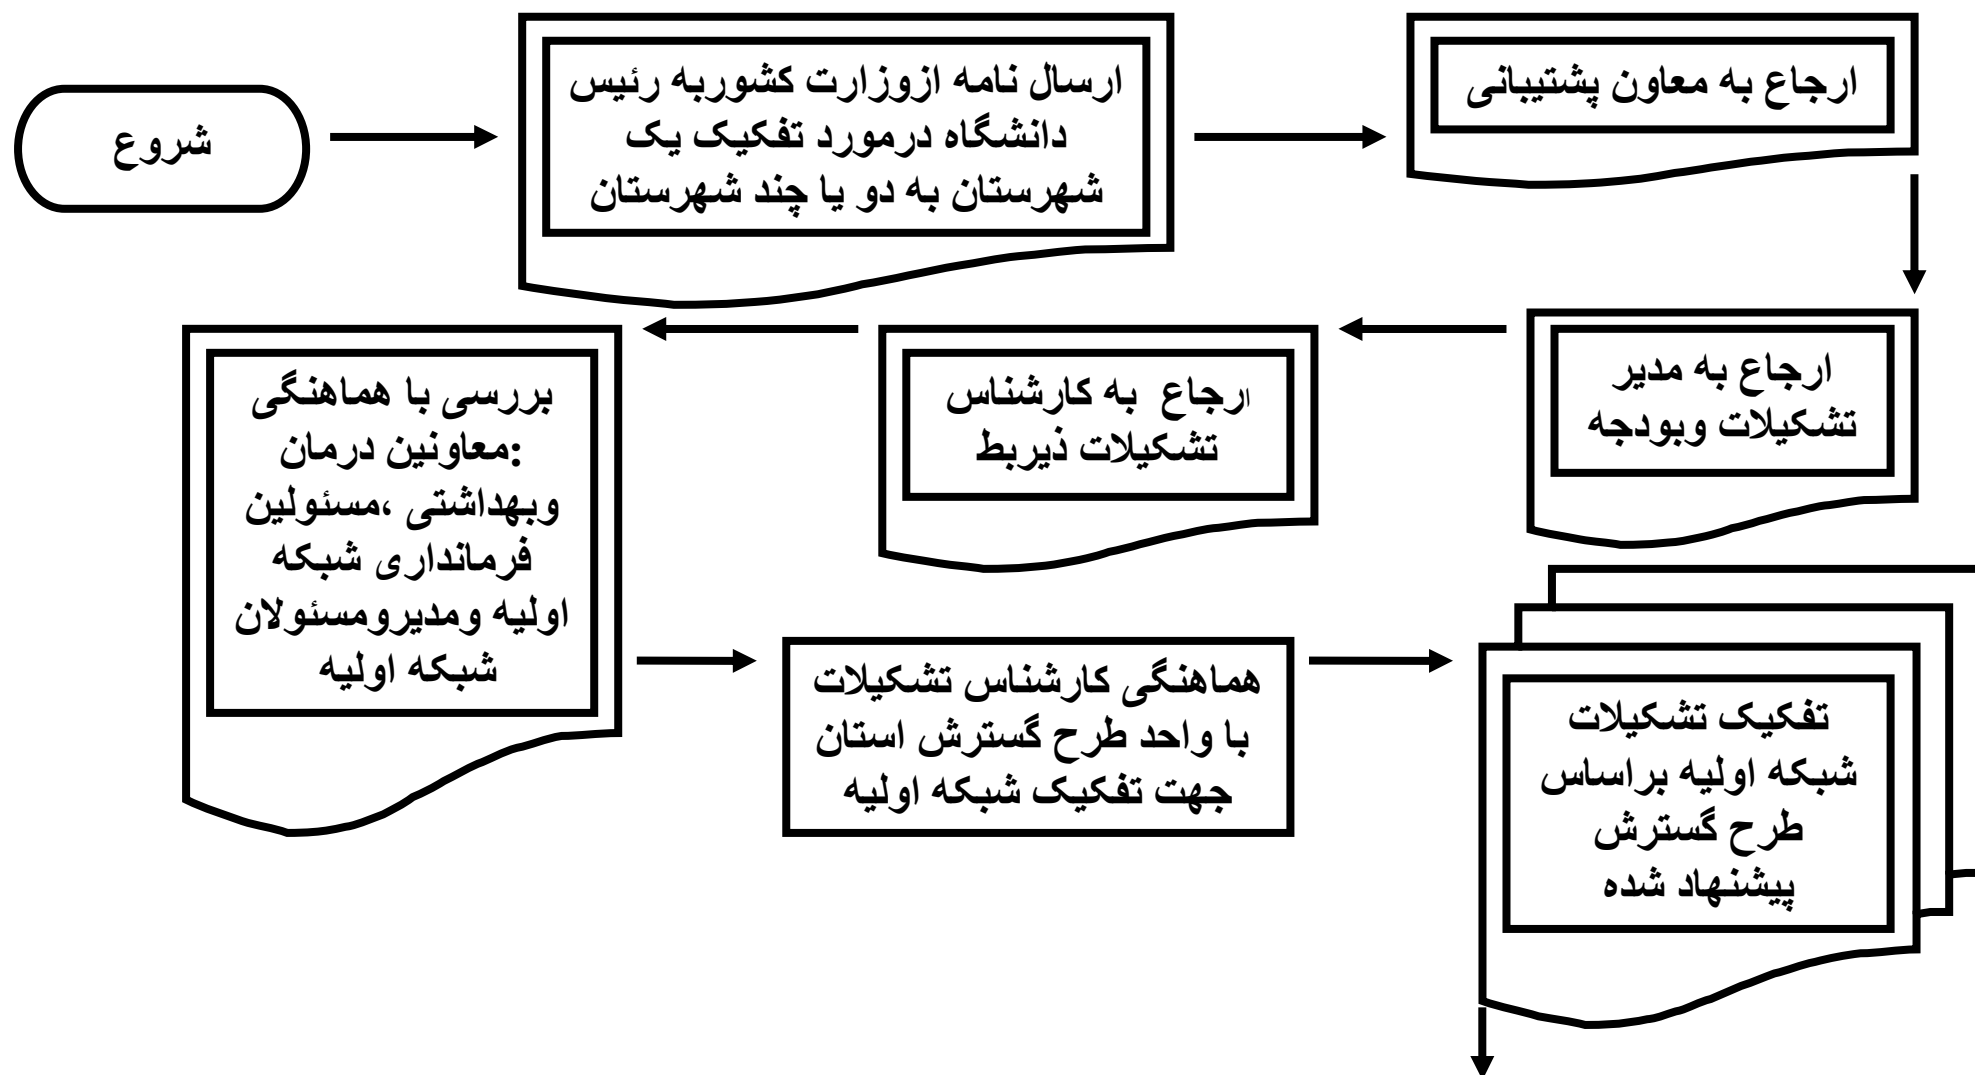 شروع
ارسال نامه ازوزارت کشوربه رئیس
دانشگاه درمورد تفکیک یک
شهرستان به دو یا چند شهرستان
ارجاع به معاون پشتیبانی
ارجاع به مدیر
تشکیلات وبودجه
ارجاع به کارشناس
تشکیلات ذیربط
بررسی با هماهنگی
:معاونین درمان
وبهداشتی ،مسئولین
فرمانداری شبکه
اولیه ومدیرومسئولان
شبکه اولیه
هماهنگی کارشناس تشکیلات
با واحد طرح گسترش استان
جهت تفکیک شبکه اولیه
تفکیک تشکیلات
شبکه اولیه براساس
طرح گسترش
پیشنهاد شده